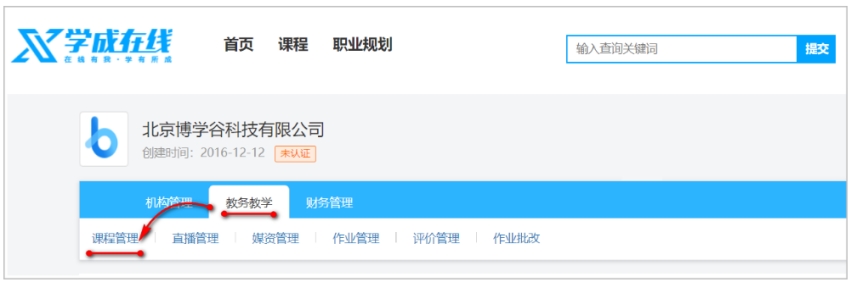 学成在线
在线有我·学有所成
首页 课程 职业规划
输入查询关键词 提交
北京博学谷科技有限公司
创建时间：2016-12-12 未认证
机构管理 教务教学 财务管理
课程管理 直播管理 媒资管理 作业管理 评价管理 作业批改